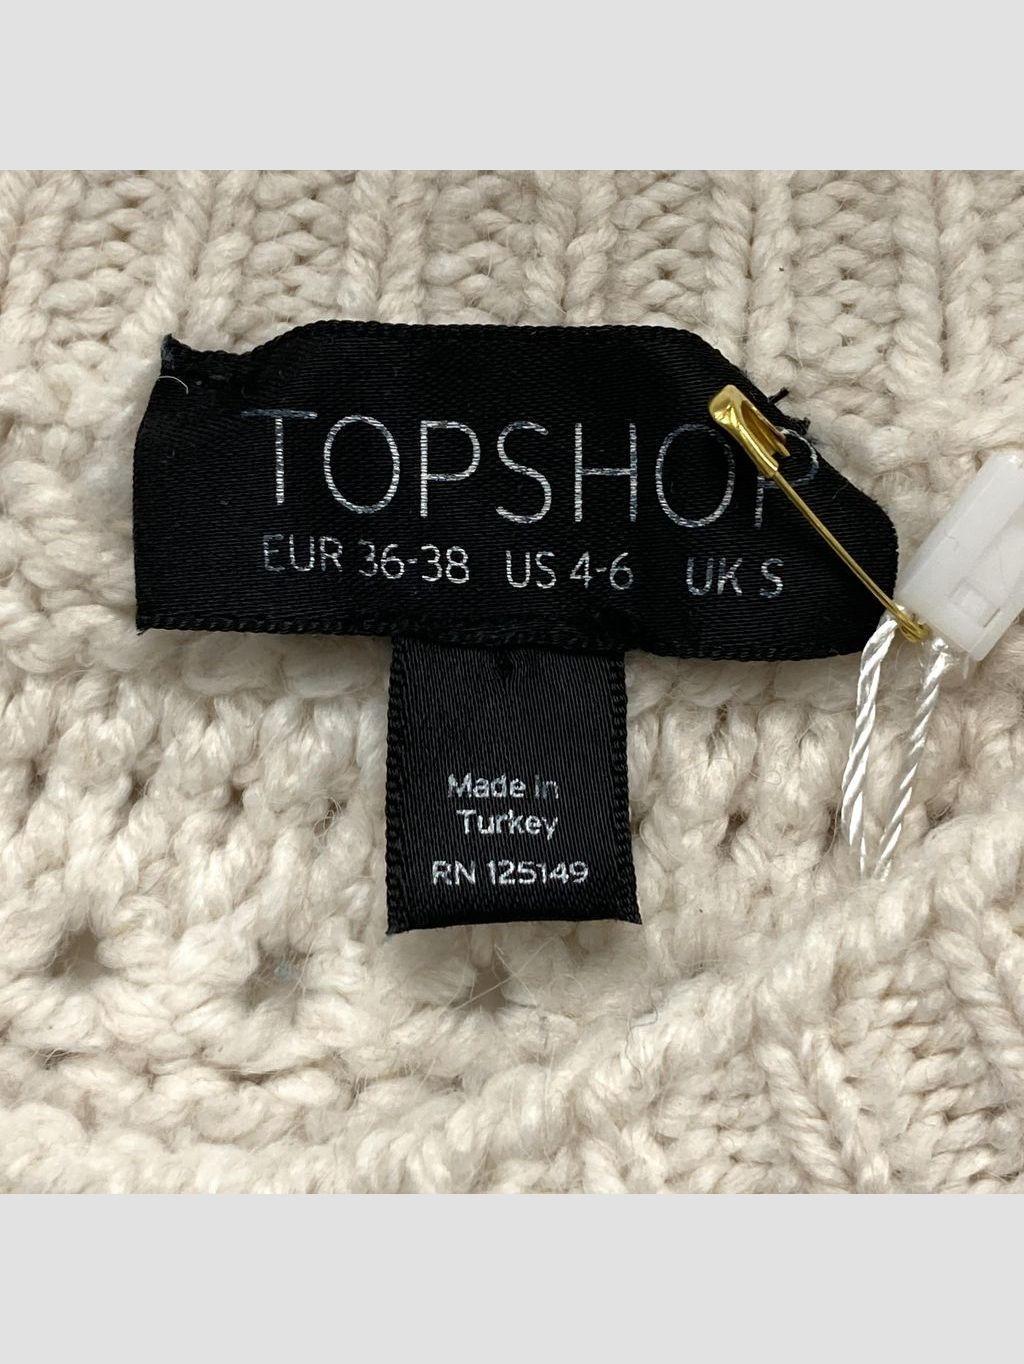 TOPSHOP
EUR 36-38 US 4-6 UK S
Made in
Turkey
RN 125149